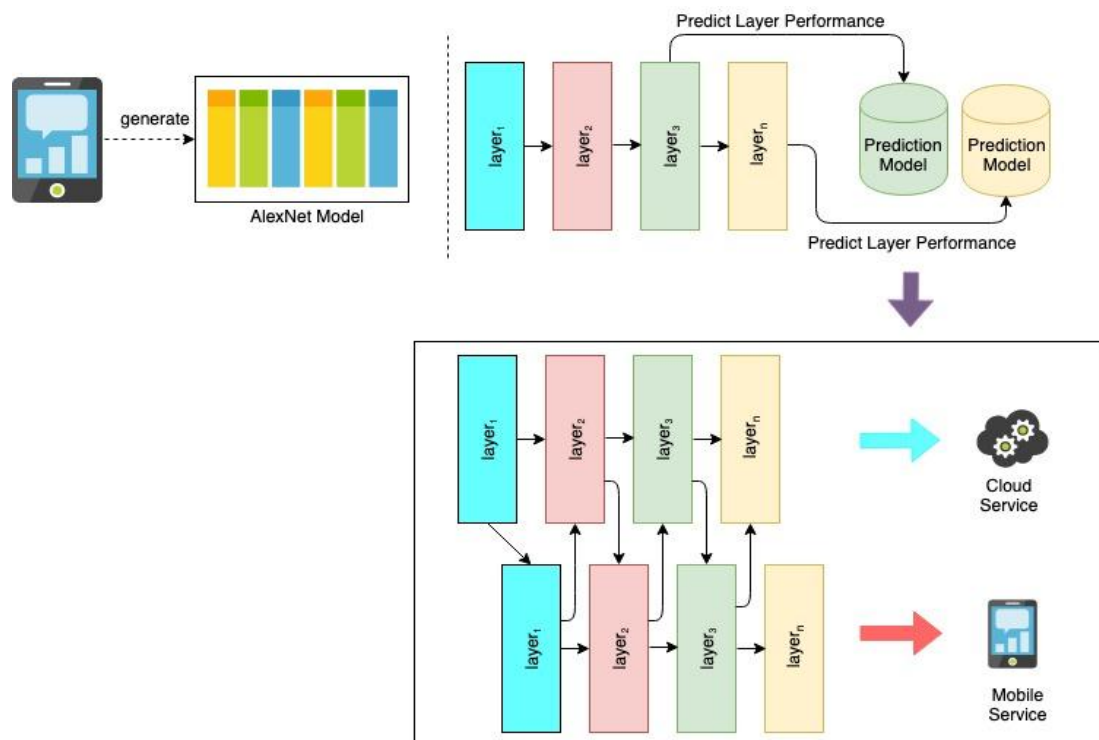 Predict Layer Performance
generate
AlexNet Model
layer₁
layer₂
layer₃
layerₙ
Prediction
Model
Prediction
Model
Predict Layer Performance
layer₁
layer₂
layer₃
layerₙ
Cloud
Service
layer₁
layer₂
layer₃
layerₙ
Mobile
Service